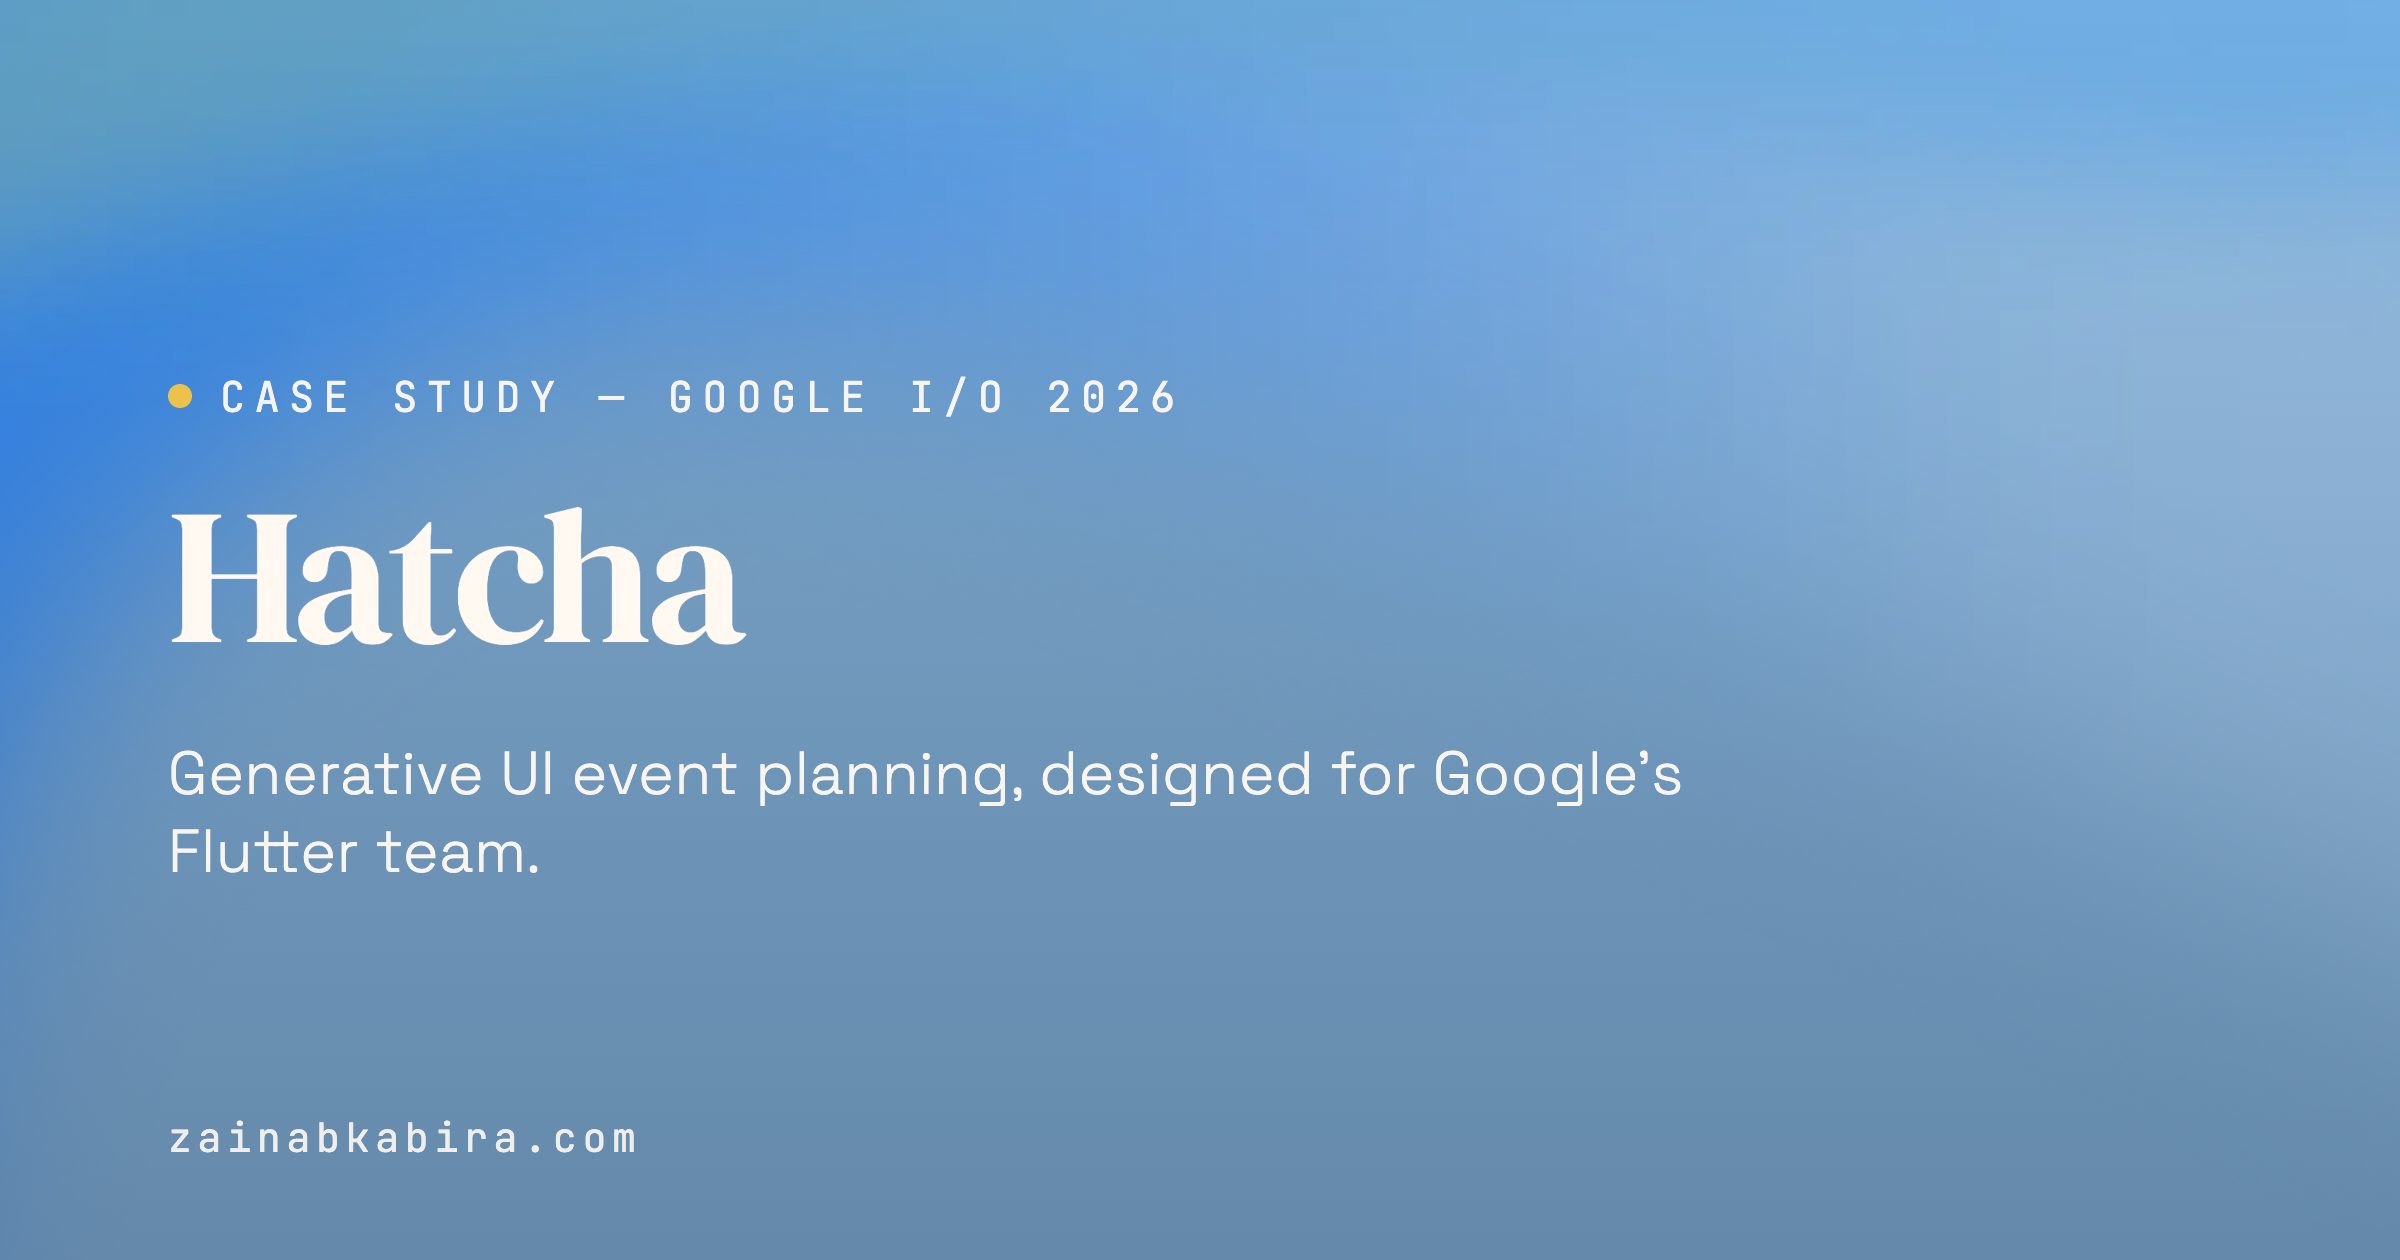 CASE STUDY — GOOGLE I/O 2026
Hatcha
Generative UI event planning, designed for Google’s
Flutter team.
zainabkabira.com